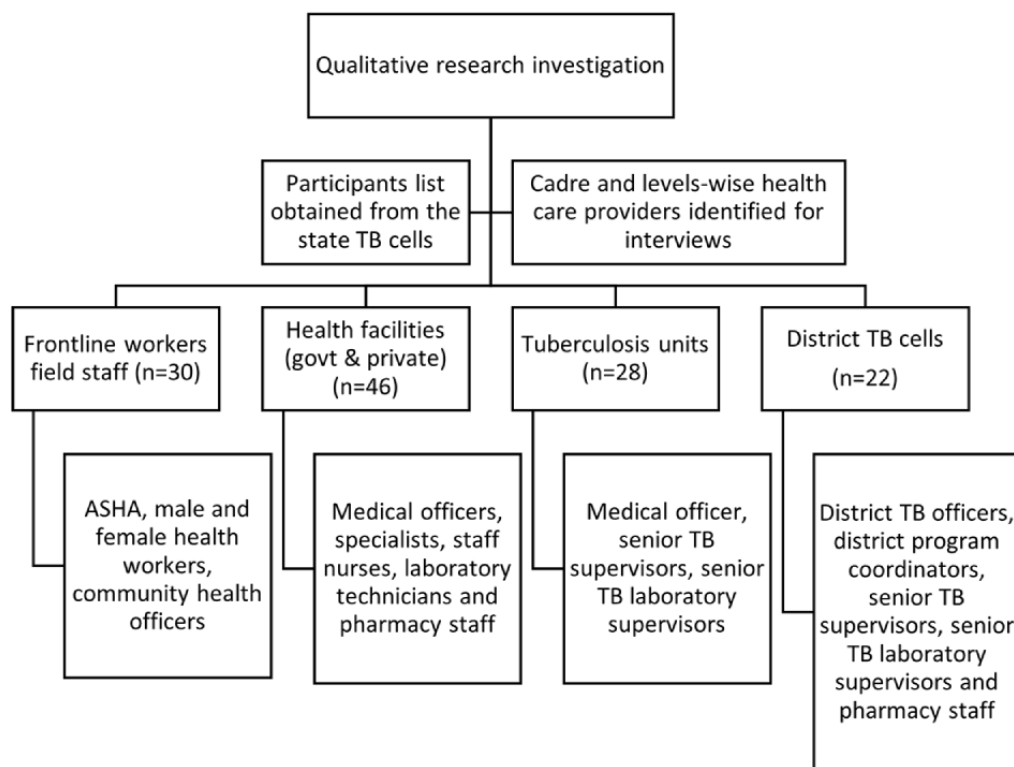 Qualitative research investigation
Participants list
obtained from the
state TB cells
Cadre and levels-wise health
care providers identified for
interviews
Frontline workers
field staff (n=30)
Health facilities
(govt & private)
(n=46)
Tuberculosis units
(n=28)
District TB cells
(n=22)
ASHA, male and
female health
workers,
community health
officers
Medical officers,
specialists, staff
nurses, laboratory
technicians and
pharmacy staff
Medical officer,
senior TB
supervisors, senior
TB laboratory
supervisors
District TB officers,
district program
coordinators,
senior TB
supervisors, senior
TB laboratory
supervisors and
pharmacy staff